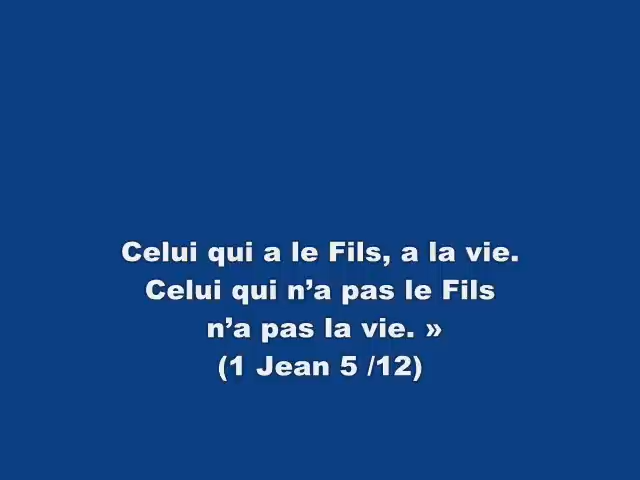 Celui qui a le Fils, a la vie.
Celui qui n’a pas le Fils
n’a pas la vie. »
(1 Jean 5 /12)